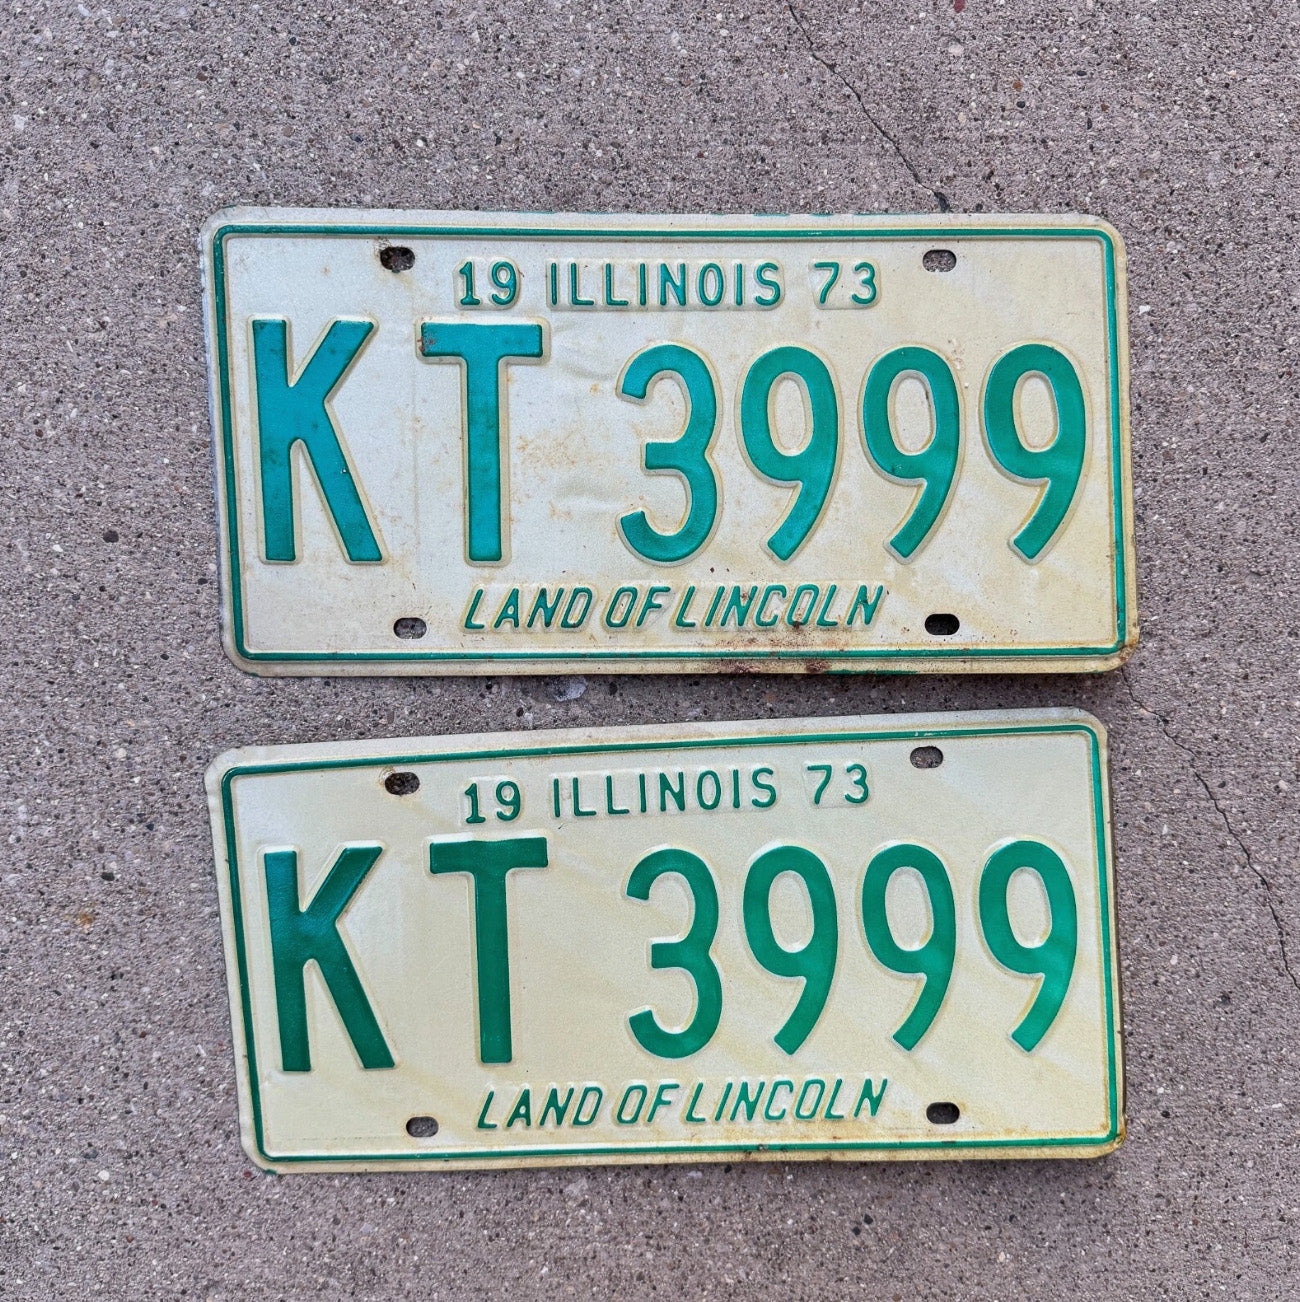 19 ILLINOIS 73
KT 3999
LAND OF LINCOLN
19 ILLINOIS 73
KT 3999
LAND OF LINCOLN